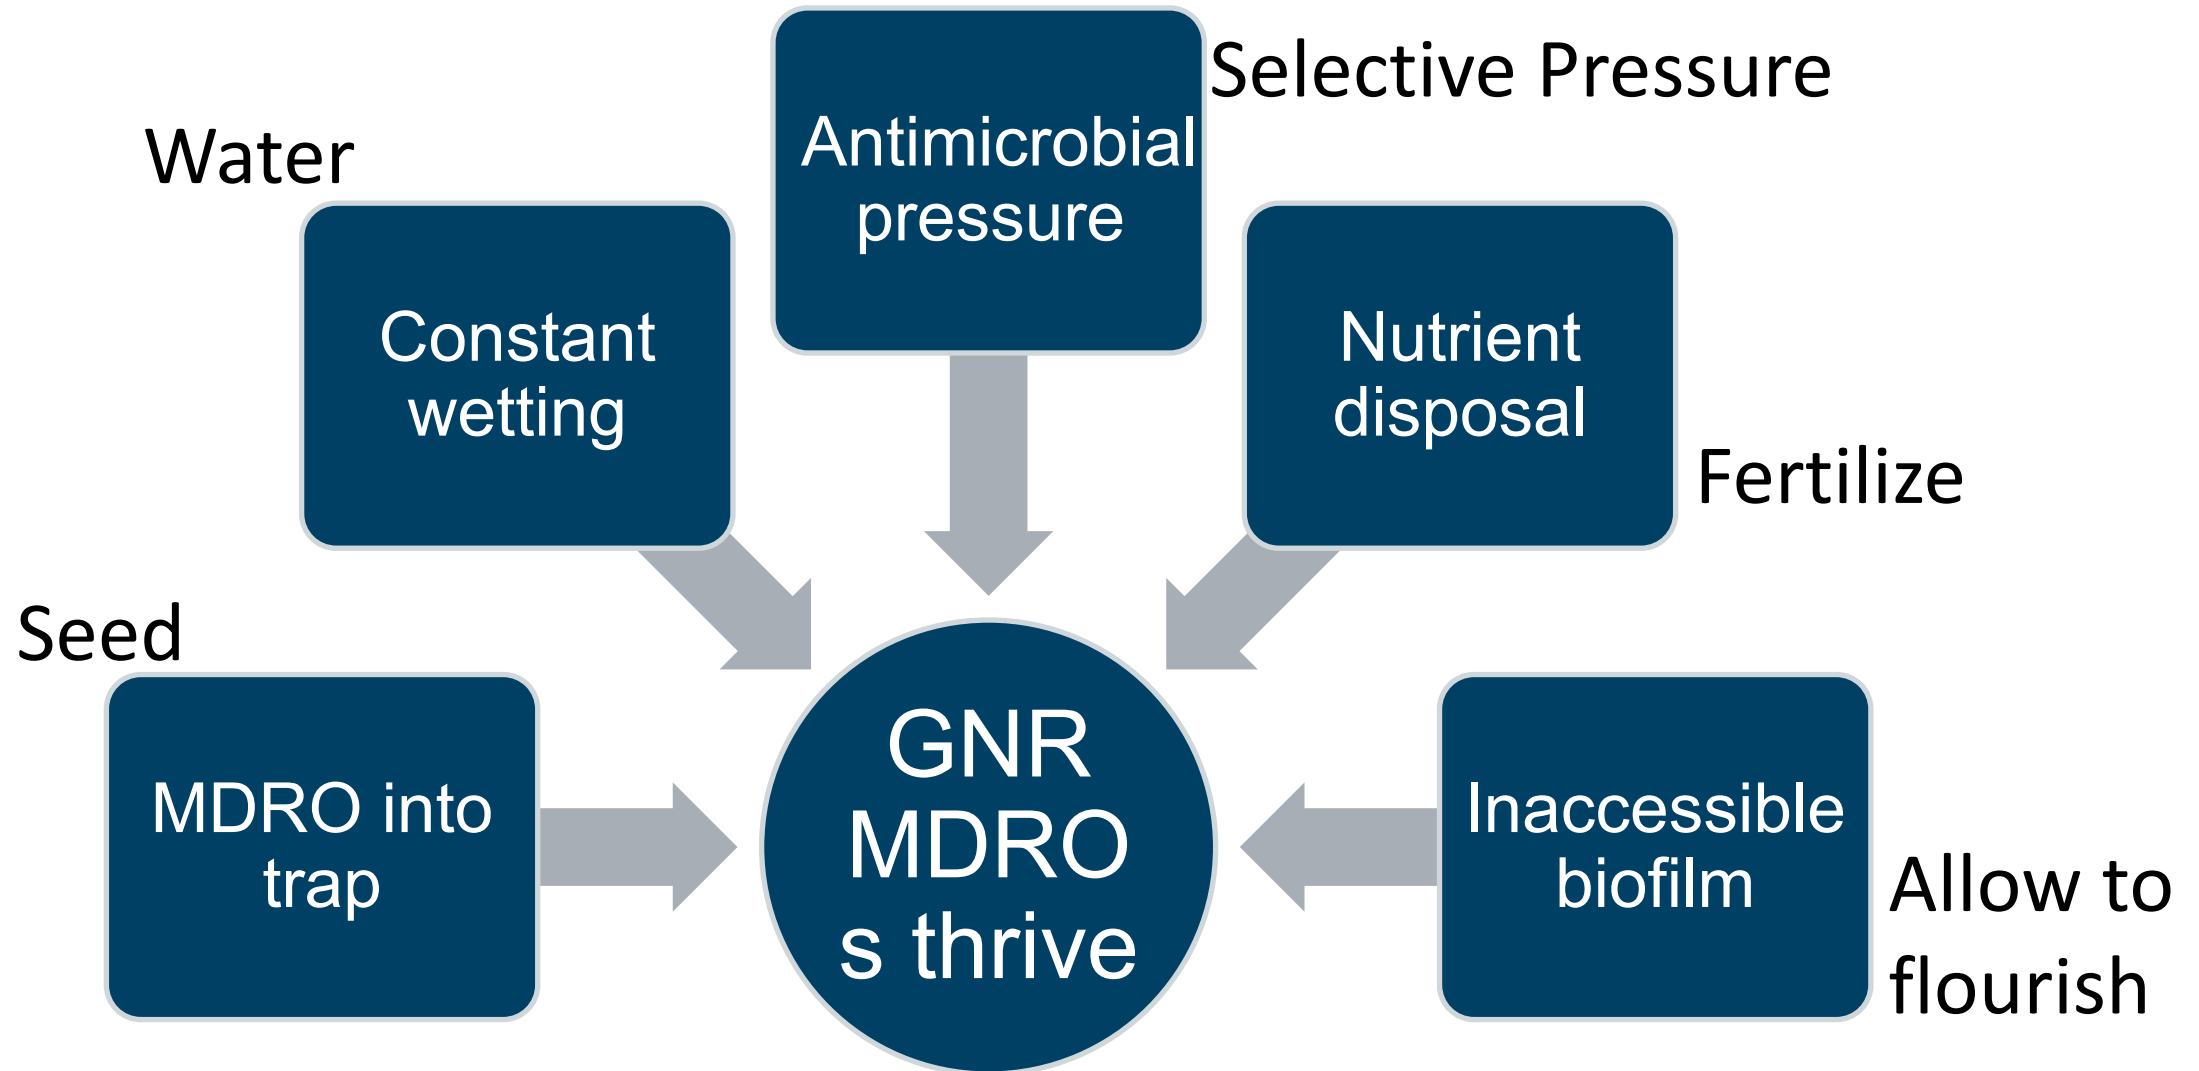 Selective Pressure
Antimicrobial
pressure
Water
Constant
wetting
Nutrient
disposal
Fertilize
Seed
MDRO into
trap
GNR
MDRO
s thrive
Inaccessible
biofilm
Allow to
flourish